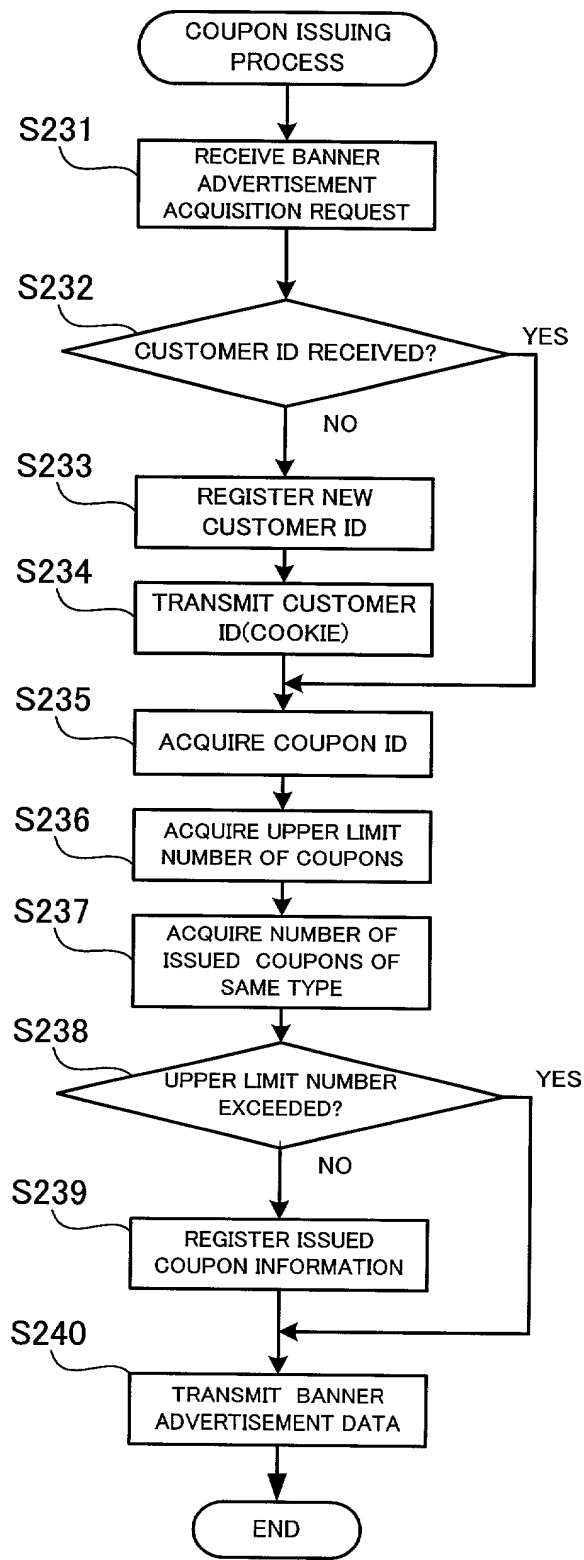 COUPON ISSUING
PROCESS
S231
RECEIVE BANNER
ADVERTISEMENT
ACQUISITION REQUEST
S232
CUSTOMER ID RECEIVED?
YES
NO
S233
REGISTER NEW
CUSTOMER ID
S234
TRANSMIT CUSTOMER
ID(COOKIE)
S235
ACQUIRE COUPON ID
S236
ACQUIRE UPPER LIMIT
NUMBER OF COUPONS
S237
ACQUIRE NUMBER OF
ISSUED COUPONS OF
SAME TYPE
S238
UPPER LIMIT NUMBER
EXCEEDED?
YES
NO
S239
REGISTER ISSUED
COUPON INFORMATION
S240
TRANSMIT BANNER
ADVERTISEMENT DATA
END